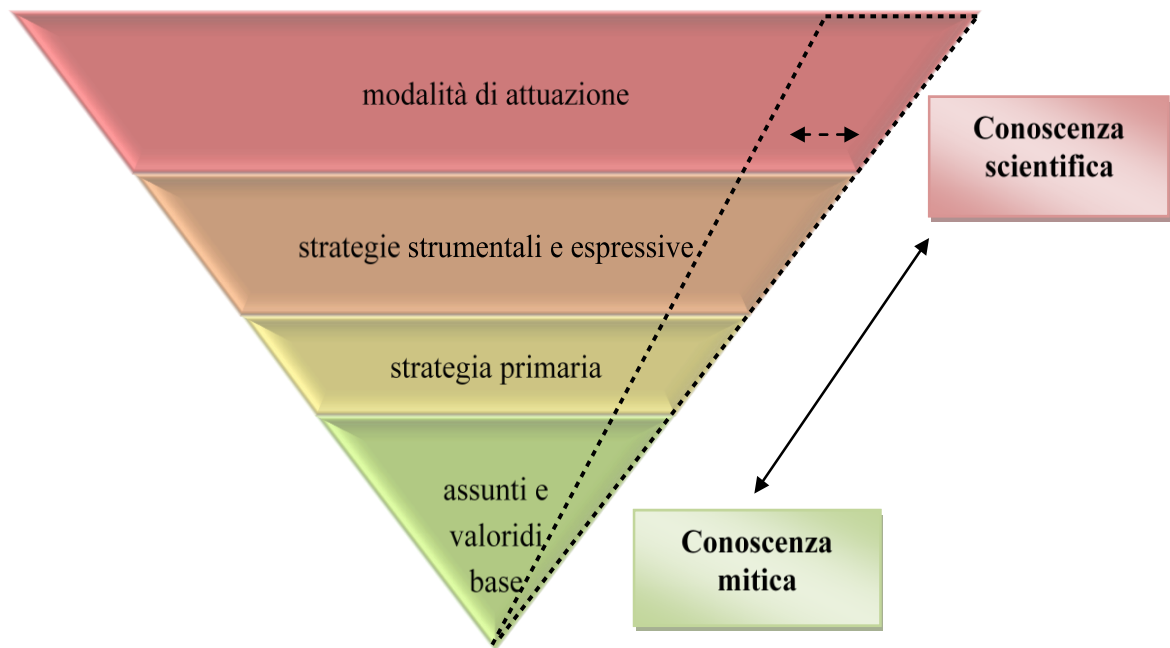 modalità di attuazione
Conoscenza
scientifica
strategie strumentali e espressive
strategia primaria
assunti e
valoridi
base
Conoscenza
mitica